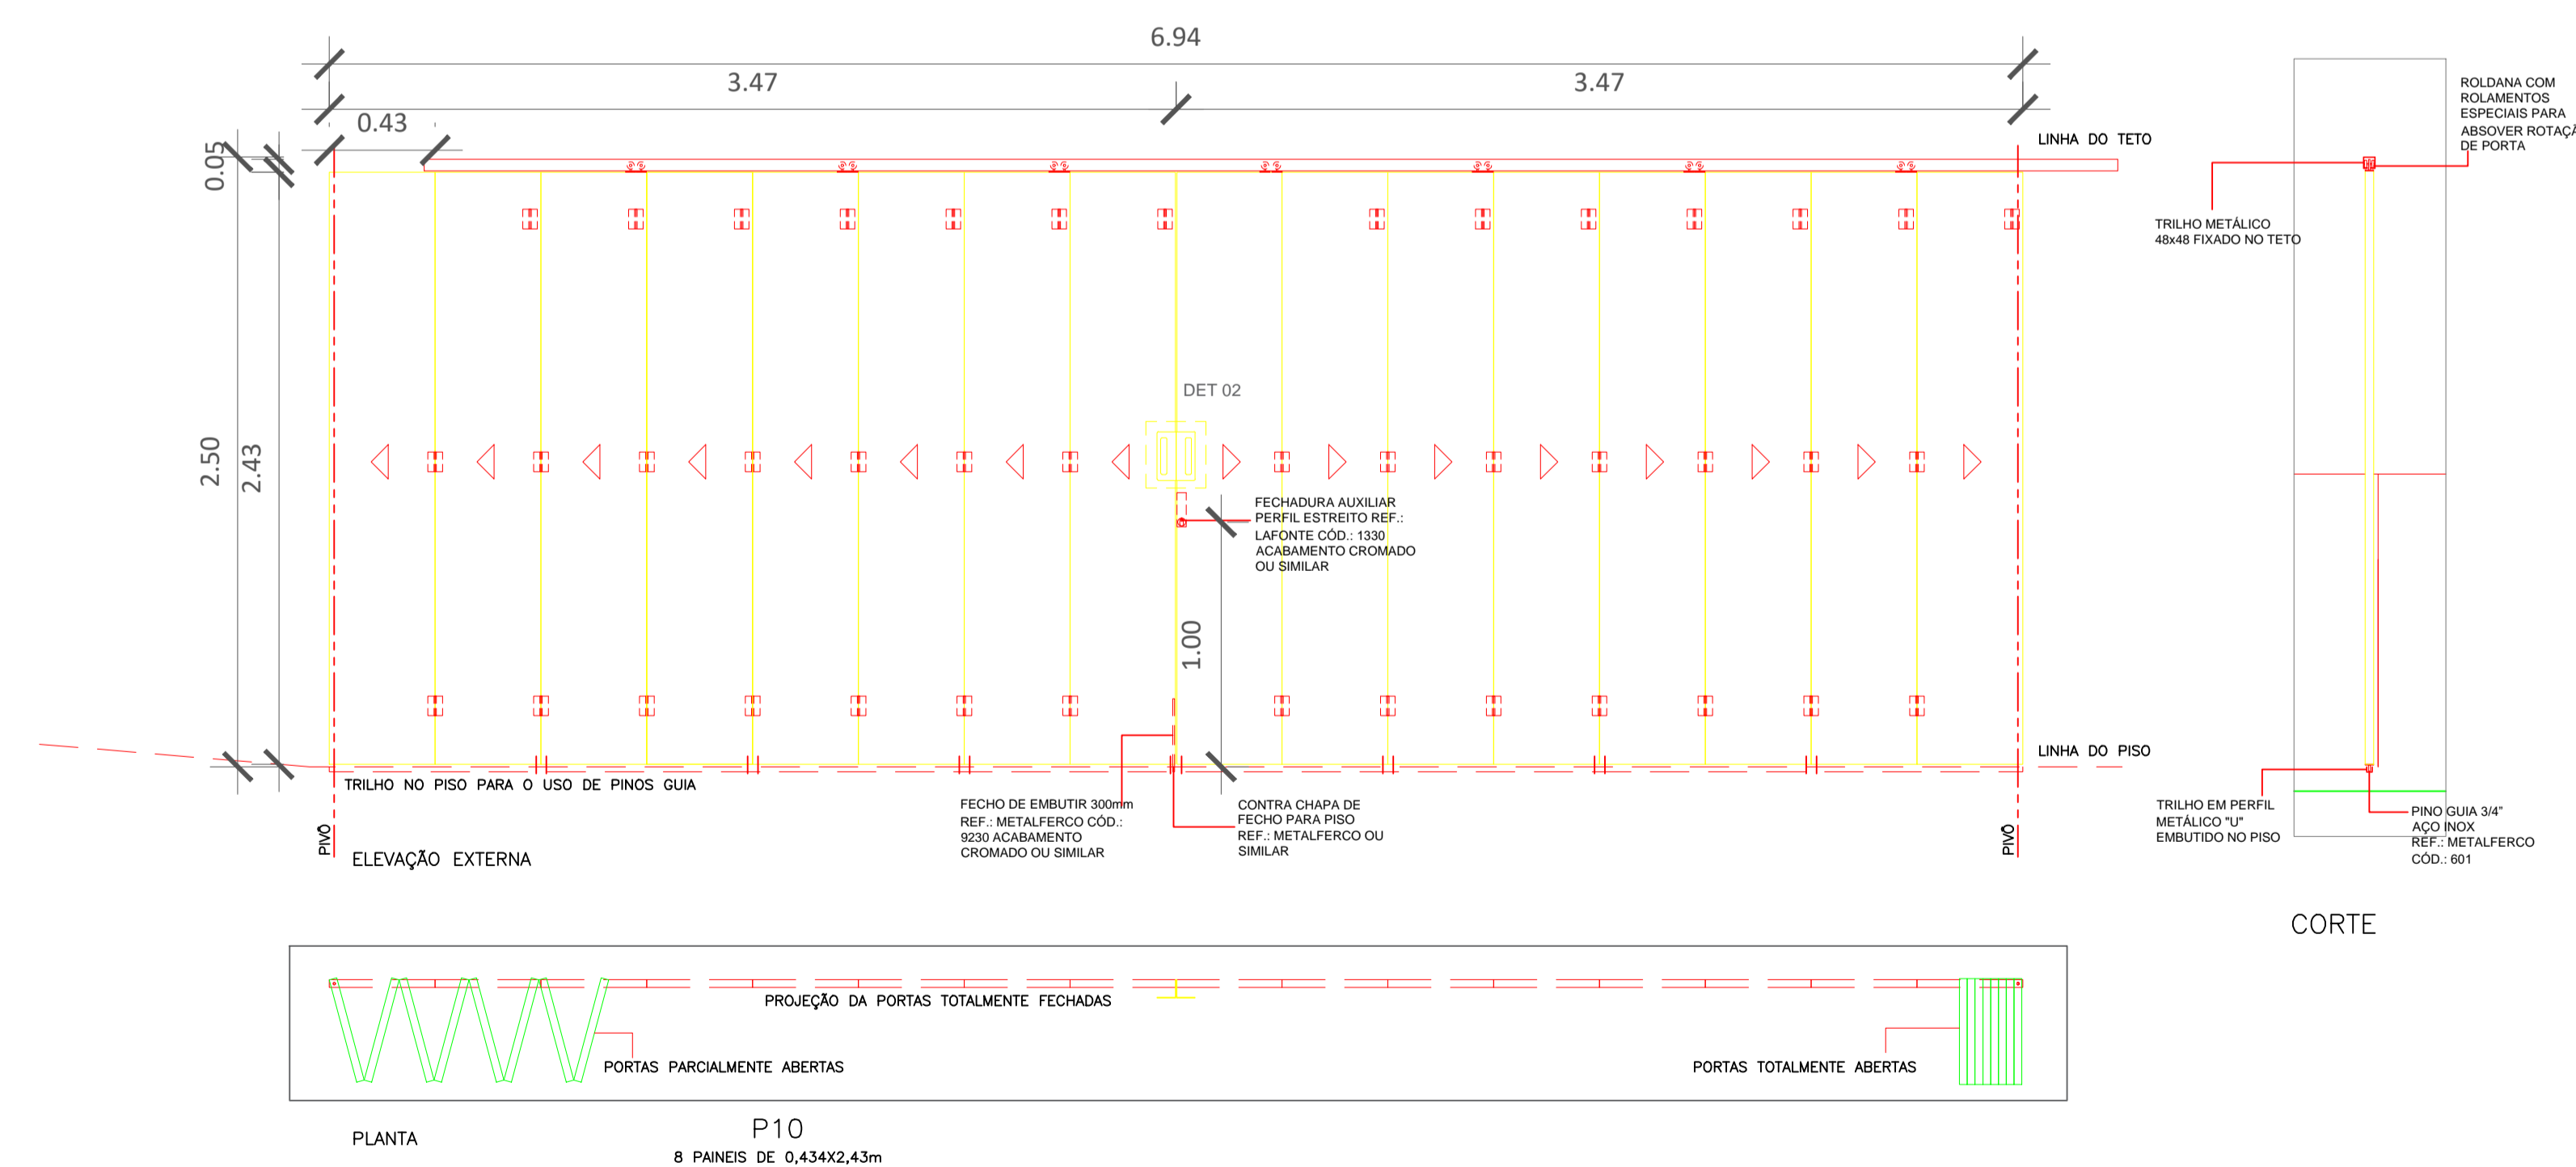 6.94
3.47
3.47
0.43
0.05
2.50
2.43
LINHA DO TETO
DET 02
FECHADURA AUXILIAR
PERFIL ESTREITO REF.:
LAFONTE CÓD.: 1330
ACABAMENTO CROMADO
OU SIMILAR
1.00
LINHA DO PISO
TRILHO NO PISO PARA O USO DE PINOS GUIA
PIVÔ
PIVÔ
ELEVAÇÃO EXTERNA
FECHO DE EMBUTIR 300mm
REF.: METALFERCO CÓD.:
9230 ACABAMENTO
CROMADO OU SIMILAR
CONTRA CHAPA DE
FECHO PARA PISO
REF.: METALFERCO OU
SIMILAR
ROLDANA COM
ROLAMENTOS
ESPECIAIS PARA
ABSOVER ROTAÇÃ
DE PORTA
TRILHO METÁLICO
48x48 FIXADO NO TETO
TRILHO EM PERFIL
METÁLICO "U"
EMBUTIDO NO PISO
PINO GUIA 3/4"
AÇO INOX
REF.: METALFERCO
CÓD.: 601
CORTE
PROJEÇÃO DA PORTAS TOTALMENTE FECHADAS
PORTAS PARCIALMENTE ABERTAS
PORTAS TOTALMENTE ABERTAS
PLANTA
P10
8 PAINEIS DE 0,434X2,43m